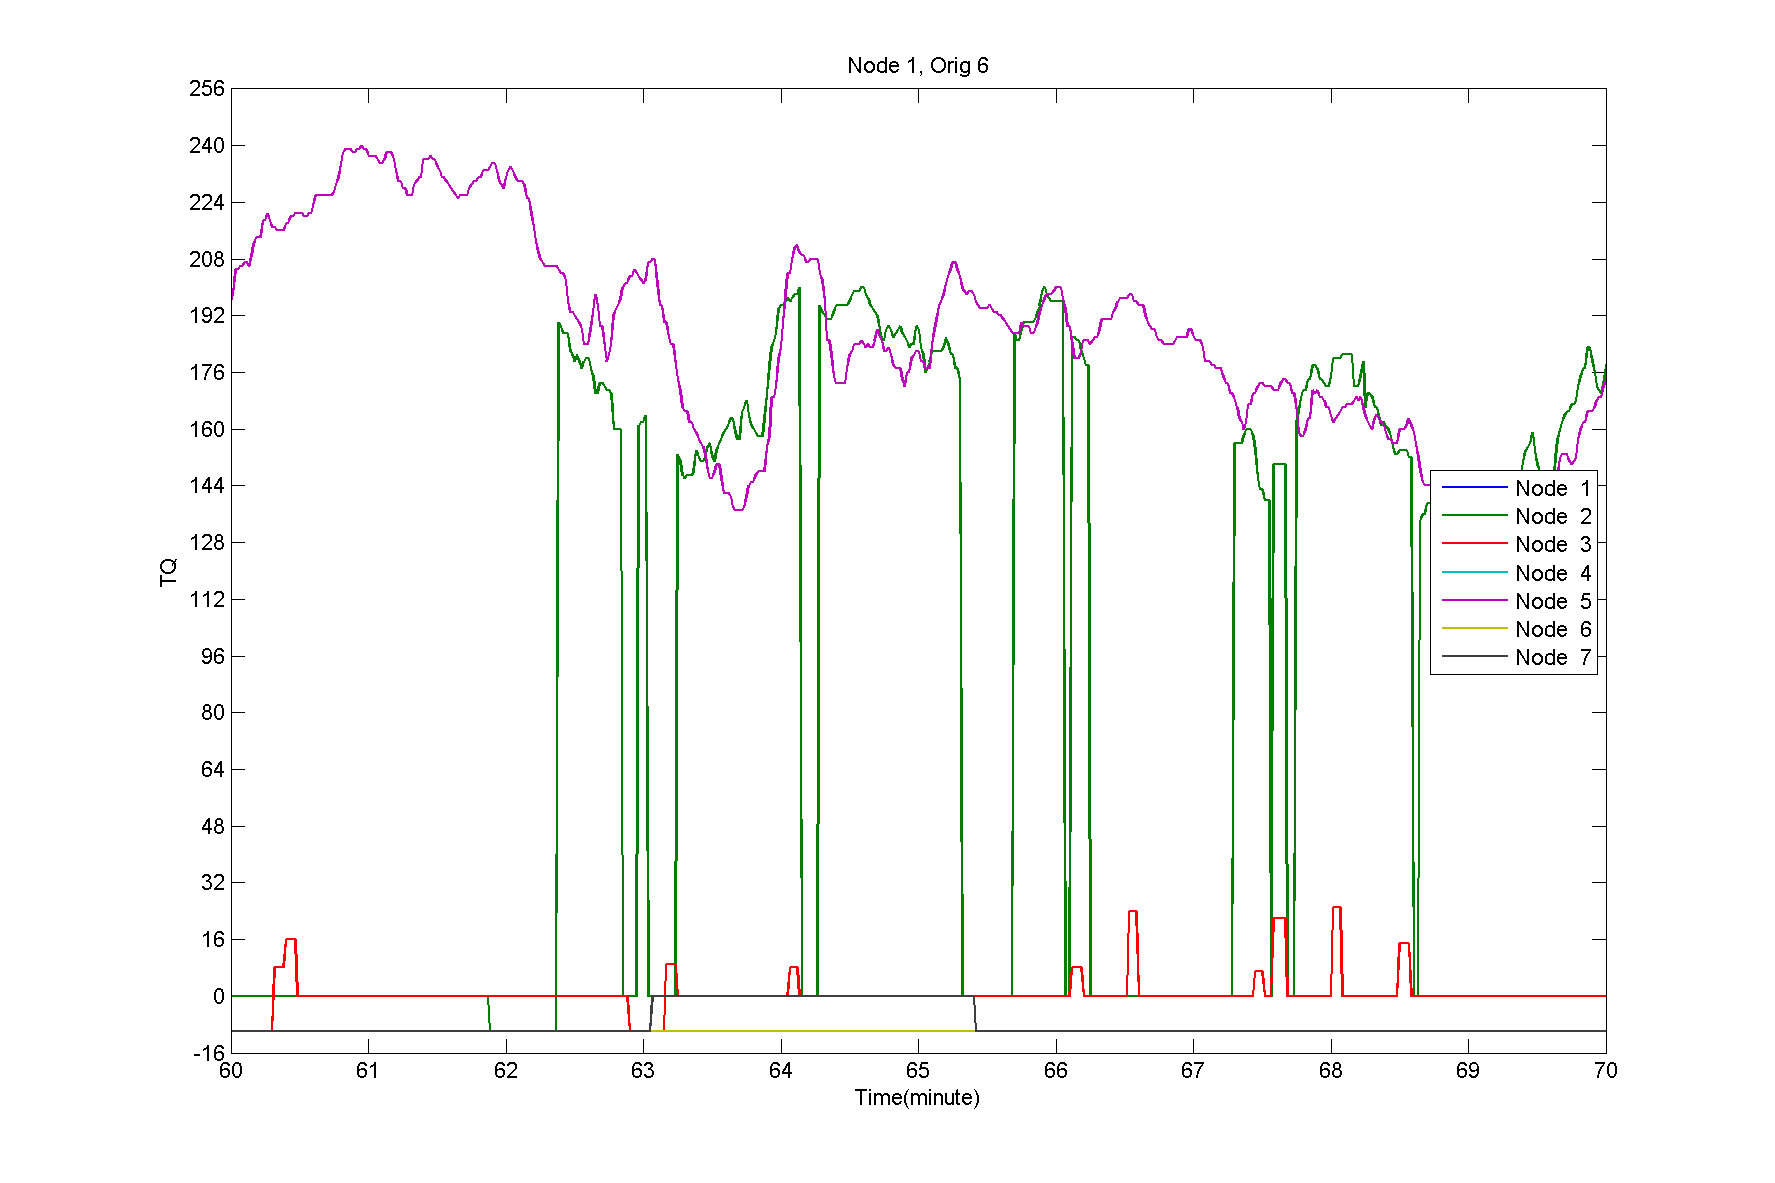 Node 1, Orig 6
256
240
224
208
192
176
160
144
128
112
96
80
64
48
32
16
0
-16
TQ
Node 1
Node 2
Node 3
Node 4
Node 5
Node 6
Node 7
60 61 62 63 64 65 66 67 68 69 70
Time(minute)